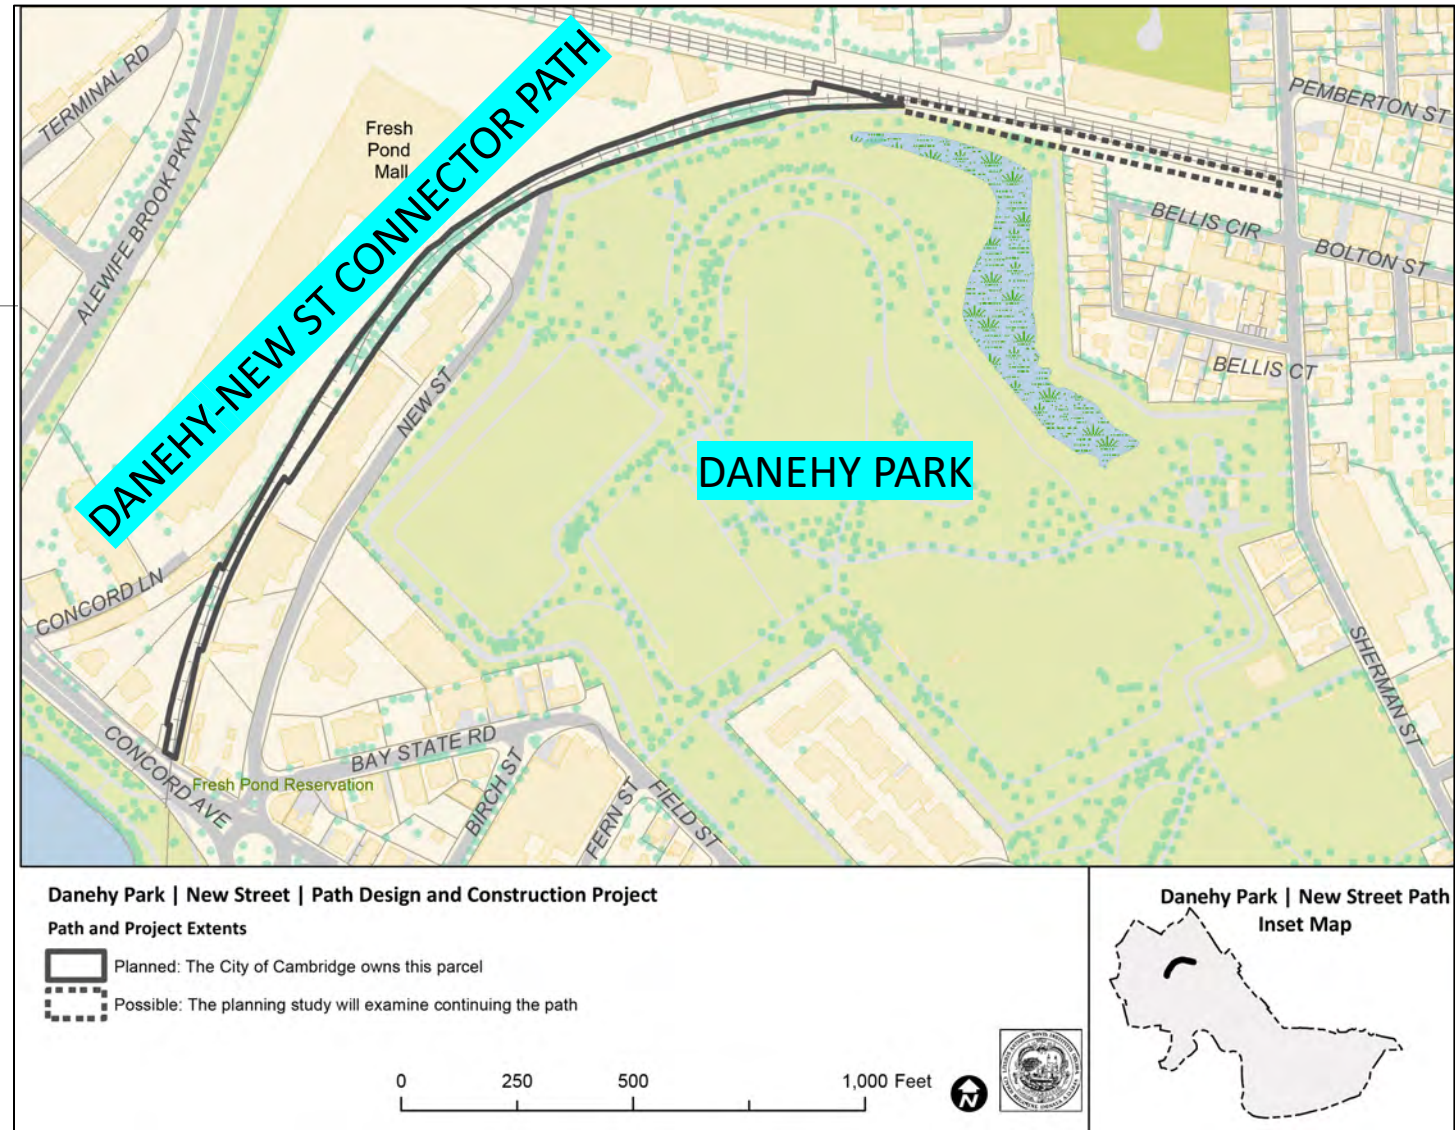 TERMINAL RD
ALEWIFE BROOK PKWY
Fresh
Pond
Mall
DANEHY-NEW ST CONNECTOR PATH
PEMBERTON ST
BELLIS CIR
BOLTON ST
BELLIS CT
NEW ST
DANEHY PARK
CONCORD LN
SHERMAN ST
CONCORD AVE
BAY STATE RD
Fresh Pond Reservation
BIRCH ST
FERN ST
FIELD ST
Danehy Park | New Street | Path Design and Construction Project
Path and Project Extents
Planned: The City of Cambridge owns this parcel
Possible: The planning study will examine continuing the path
0 250 500 1,000 Feet
N
Danehy Park | New Street Path
Inset Map